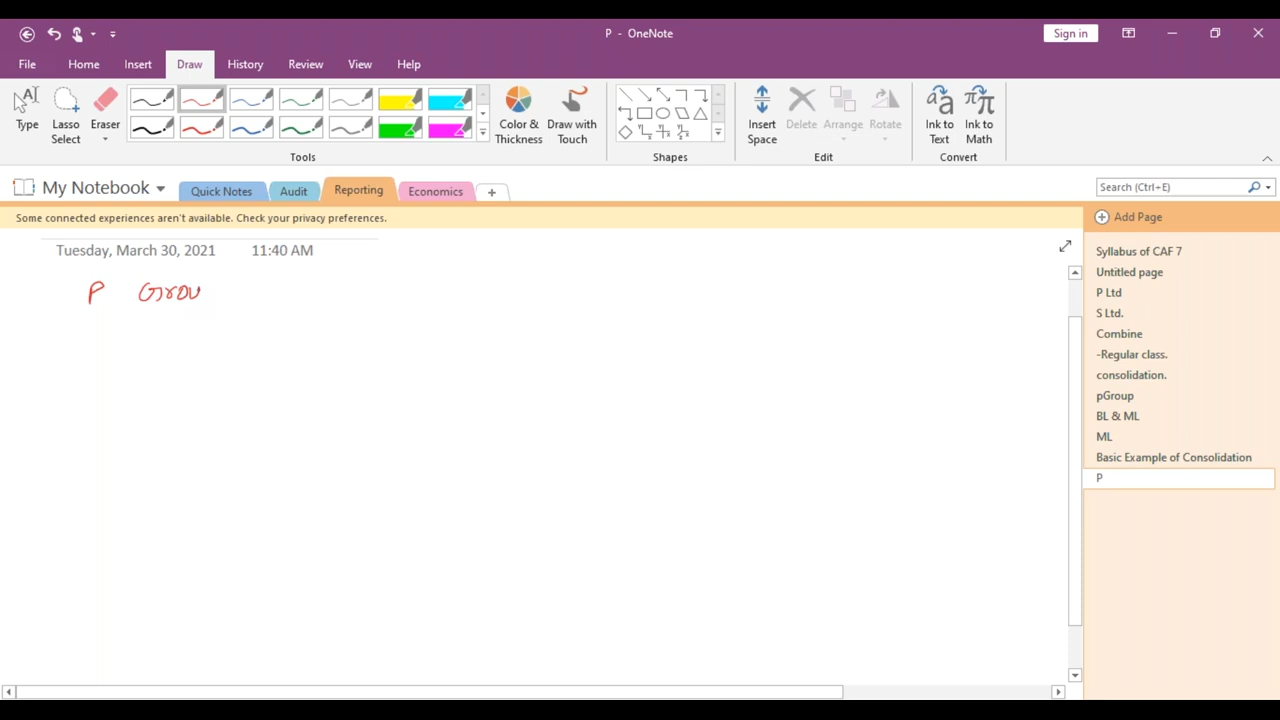 P - OneNote
Sign in
File Home Insert Draw History Review View Help
Type
Lasso Select
Eraser
Color & Thickness
Draw with Touch
Insert Space
Delete
Arrange
Rotate
Ink to Text
Ink to Math
Tools
Shapes
Edit
Convert
My Notebook
Quick Notes
Audit
Reporting
Economics
Search (Ctrl+E)
Some connected experiences aren't available. Check your privacy preferences.
Add Page
Tuesday, March 30, 2021 11:40 AM
P Grou
Syllabus of CAF 7
Untitled page
P Ltd
S Ltd.
Combine
-Regular class.
consolidation.
pGroup
BL & ML
ML
Basic Example of Consolidation
P